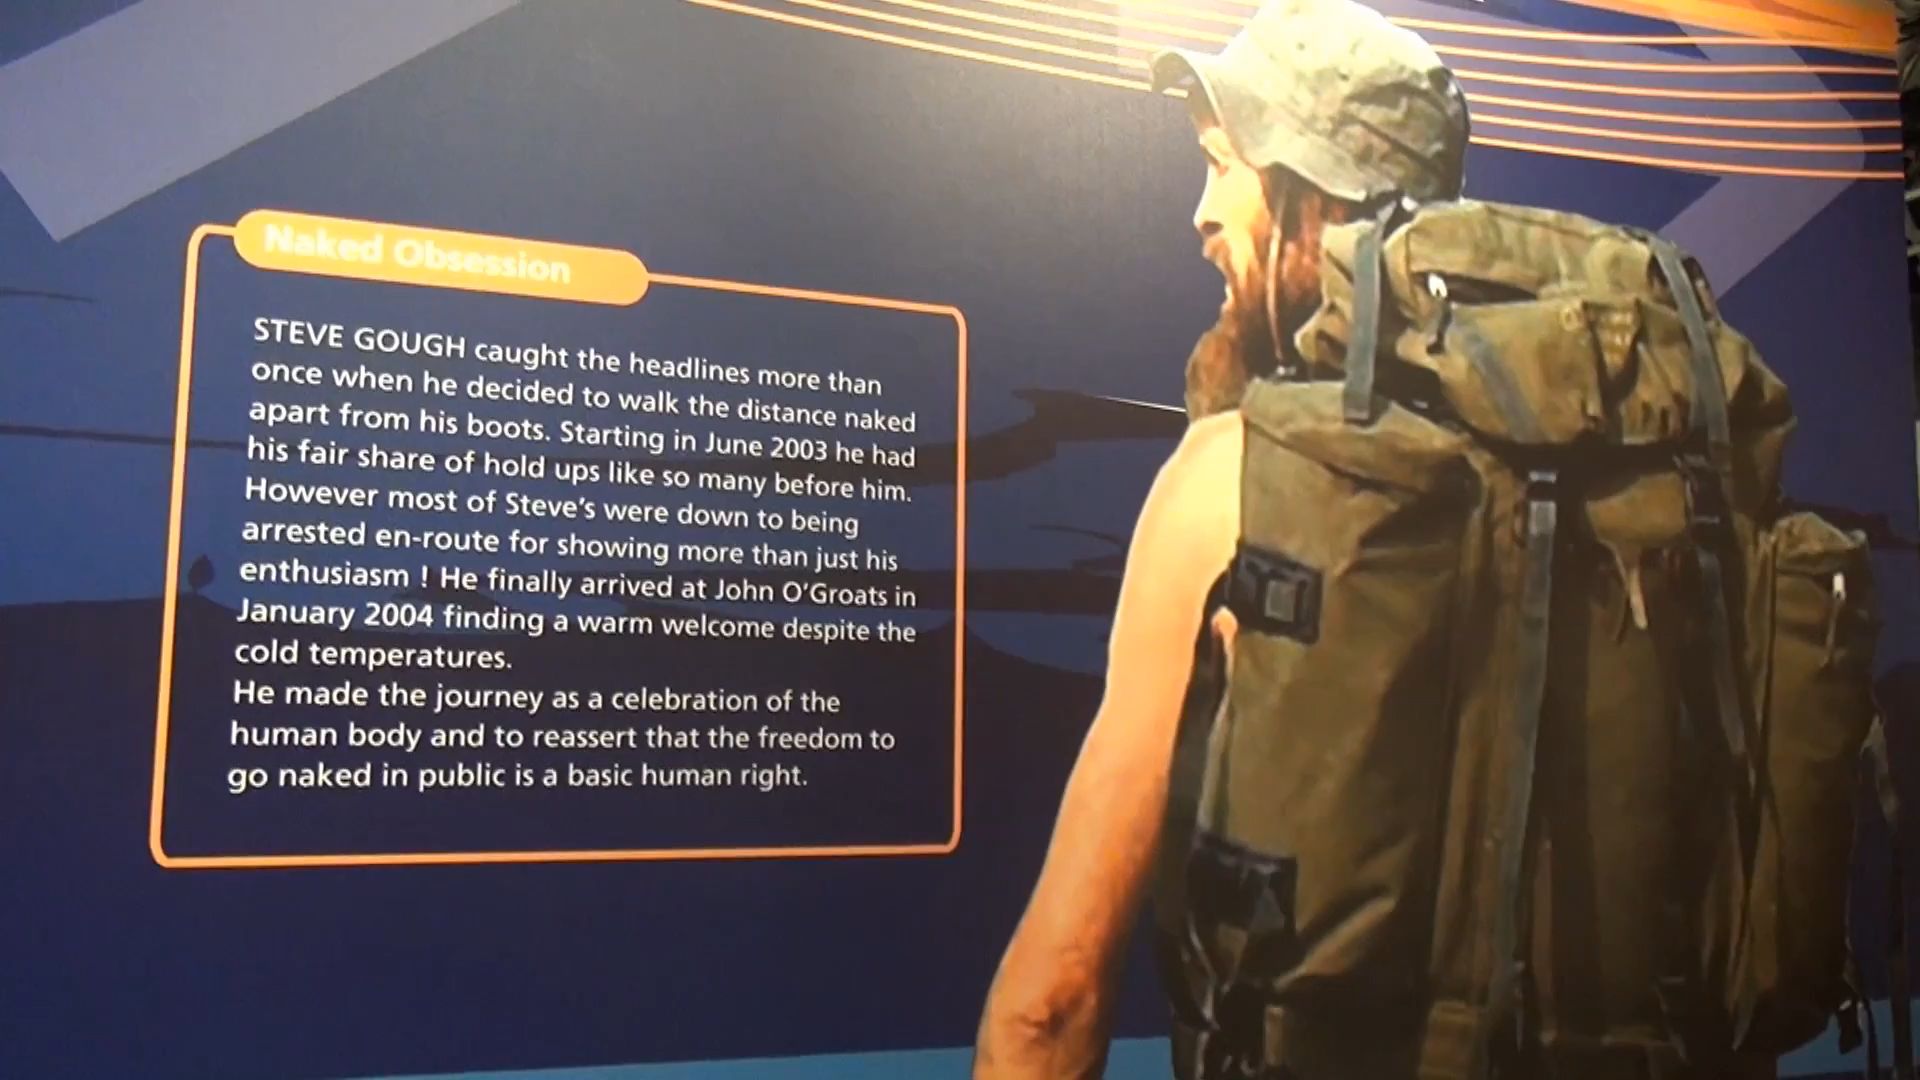 Naked Obsession
STEVE GOUGH caught the headlines more than
once when he decided to walk the distance naked
apart from his boots. Starting in June 2003 he had
his fair share of hold ups like so many before him.
However most of Steve's were down to being
arrested en-route for showing more than just his
enthusiasm ! He finally arrived at John O'Groats in
January 2004 finding a warm welcome despite the
cold temperatures.
He made the journey as a celebration of the
human body and to reassert that the freedom to
go naked in public is a basic human right.